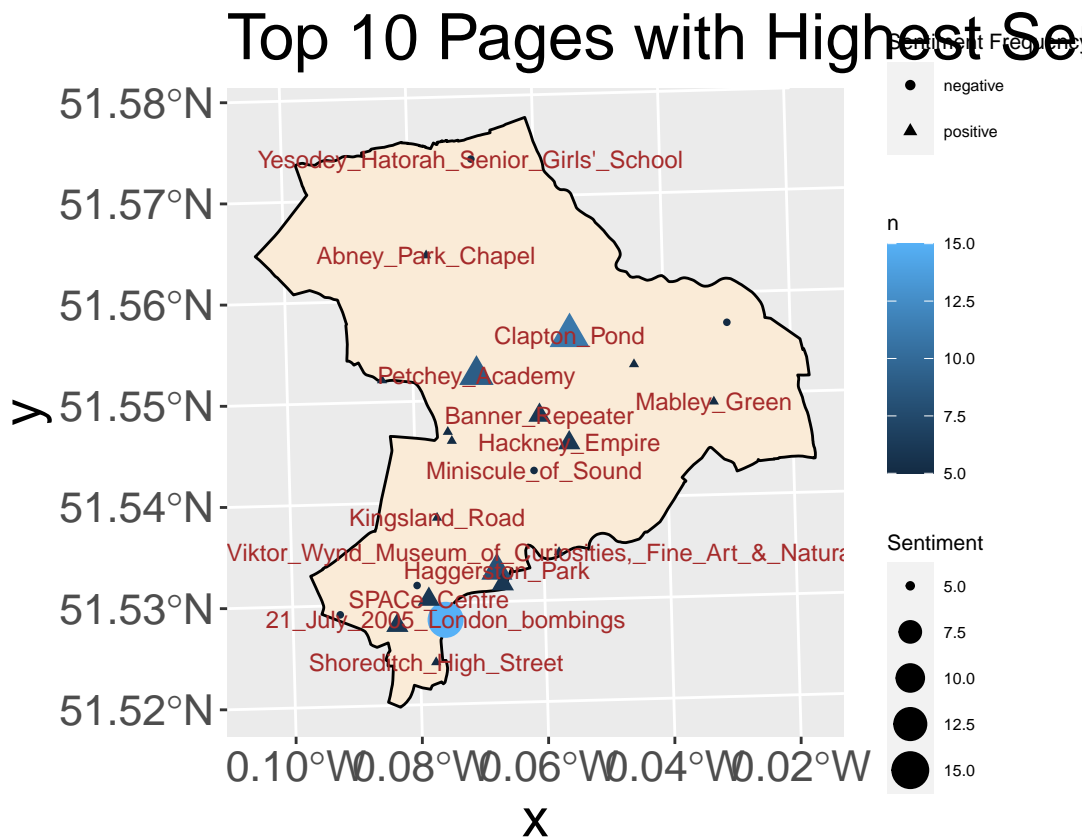 Top 10 Pages with Highest Se
Sentiment Frequency
negative
positive
n
15.0
12.5
10.0
7.5
5.0
Sentiment
5.0
7.5
10.0
12.5
15.0
51.58°N
51.57°N
51.56°N
51.55°N
51.54°N
51.53°N
51.52°N
y
Yesodey_Hatorah_Senior_Girls'_School
Abney_Park_Chapel
Clapton_Pond
Petchey_Academy
Mabley_Green
Banner_Repeater
Hackney_Empire
Miniscule_of_Sound
Kingsland_Road
Viktor_Wynd_Museum_of_Curiosities,_Fine_Art_&_Natura
Haggerston_Park
SPACe_Centre
21_July_2005_London_bombings
Shoreditch_High_Street
0.10°W 0.08°W 0.06°W 0.04°W 0.02°W
x